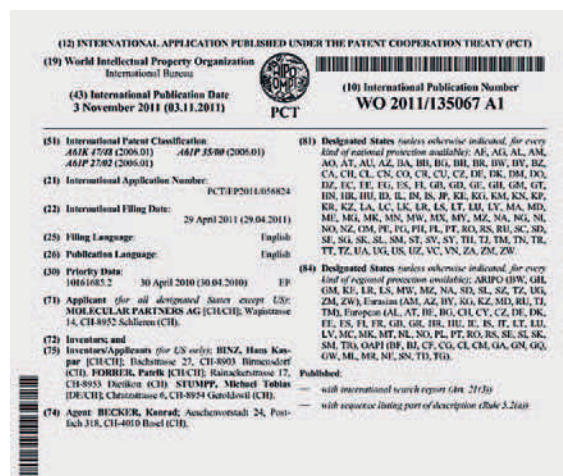 (12) INTERNATIONAL APPLICATION PUBLISHED UNDER THE PATENT COOPERATION TREATY (PCT)
(19) World Intellectual Property Organization
International Bureau
(43) International Publication Date
3 November 2011 (03.11.2011)
WIPO OMPI
PCT
(10) International Publication Number
WO 2011/135067 A1
(51) International Patent Classification:
A61K 47/48 (2006.01) A61P 35/00 (2006.01)
A61P 27/02 (2006.01)
(21) International Application Number:
PCT/EP2011/056824
(22) International Filing Date:
29 April 2011 (29.04.2011)
(25) Filing Language: English
(26) Publication Language: English
(30) Priority Data:
10161685.2 30 April 2010 (30.04.2010) EP
(71) Applicant (for all designated States except US):
MOLECULAR PARTNERS AG [CH/CH]; Wagistrasse
14, CH-8952 Schlieren (CH).
(72) Inventors; and
(75) Inventors/Applicants (for US only): BINZ, Hans Kas-
par [CH/CH]; 27, CH-8903 Birmensdorf
(CH). FORRER, Patrik [CH/CH]; 17,
CH-8953 Dietikon (CH). STUMPP, Michael Tobias
[DE/CH]; 6, CH-8954 Geroldswil (CH).
(74) Agent: BECKER, Konrad; Aeschenvorstadt 24, Post-
fach 318, CH-4010 Basel (CH).
(81) Designated States (unless otherwise indicated, for every
kind of national protection available): AE, AG, AL, AM,
AO, AT, AU, AZ, BA, BB, BG, BH, BR, BW, BY, BZ,
CA, CH, CL, CN, CO, CR, CU, CZ, DE, DK, DM, DO,
DZ, EC, EE, EG, ES, FI, GB, GD, GE, GH, GM, GT,
HN, HR, HU, ID, IL, IN, IS, JP, KE, KG, KM, KN, KP,
KR, KZ, LA, LC, LK, LR, LS, LT, LU, LY, MA, MD,
ME, MG, MK, MN, MW, MX, MY, MZ, NA, NG, NI,
NO, NZ, OM, PE, PG, PH, PL, PT, RO, RS, RU, SC, SD,
SE, SG, SK, SL, SM, ST, SV, SY, TH, TJ, TM, TN, TR,
TT, TZ, UA, UG, US, UZ, VC, VN, ZA, ZM, ZW.
(84) Designated States (unless otherwise indicated, for every
kind of regional protection available): ARIPO (BW, GH,
GM, KE, LR, LS, MW, MZ, NA, SD, SL, SZ, TZ, UG,
ZM, ZW), Eurasian (AM, AZ, BY, KG, KZ, MD, RU, TJ,
TM), European (AL, AT, BE, BG, CH, CY, CZ, DE, DK,
EE, ES, FI, FR, GB, GR, HR, HU, IE, IS, IT, LT, LU,
LV, MC, MK, MT, NL, NO, PL, PT, RO, RS, SE, SI, SK,
SM, TR), OAPI (BF, BJ, CF, CG, CI, CM, GA, GN, GQ,
GW, ML, MR, NE, SN, TD, TG).
Published:
— with international search report (Art. 21(3))
— with sequence listing part of description (Rule 5.2(a))